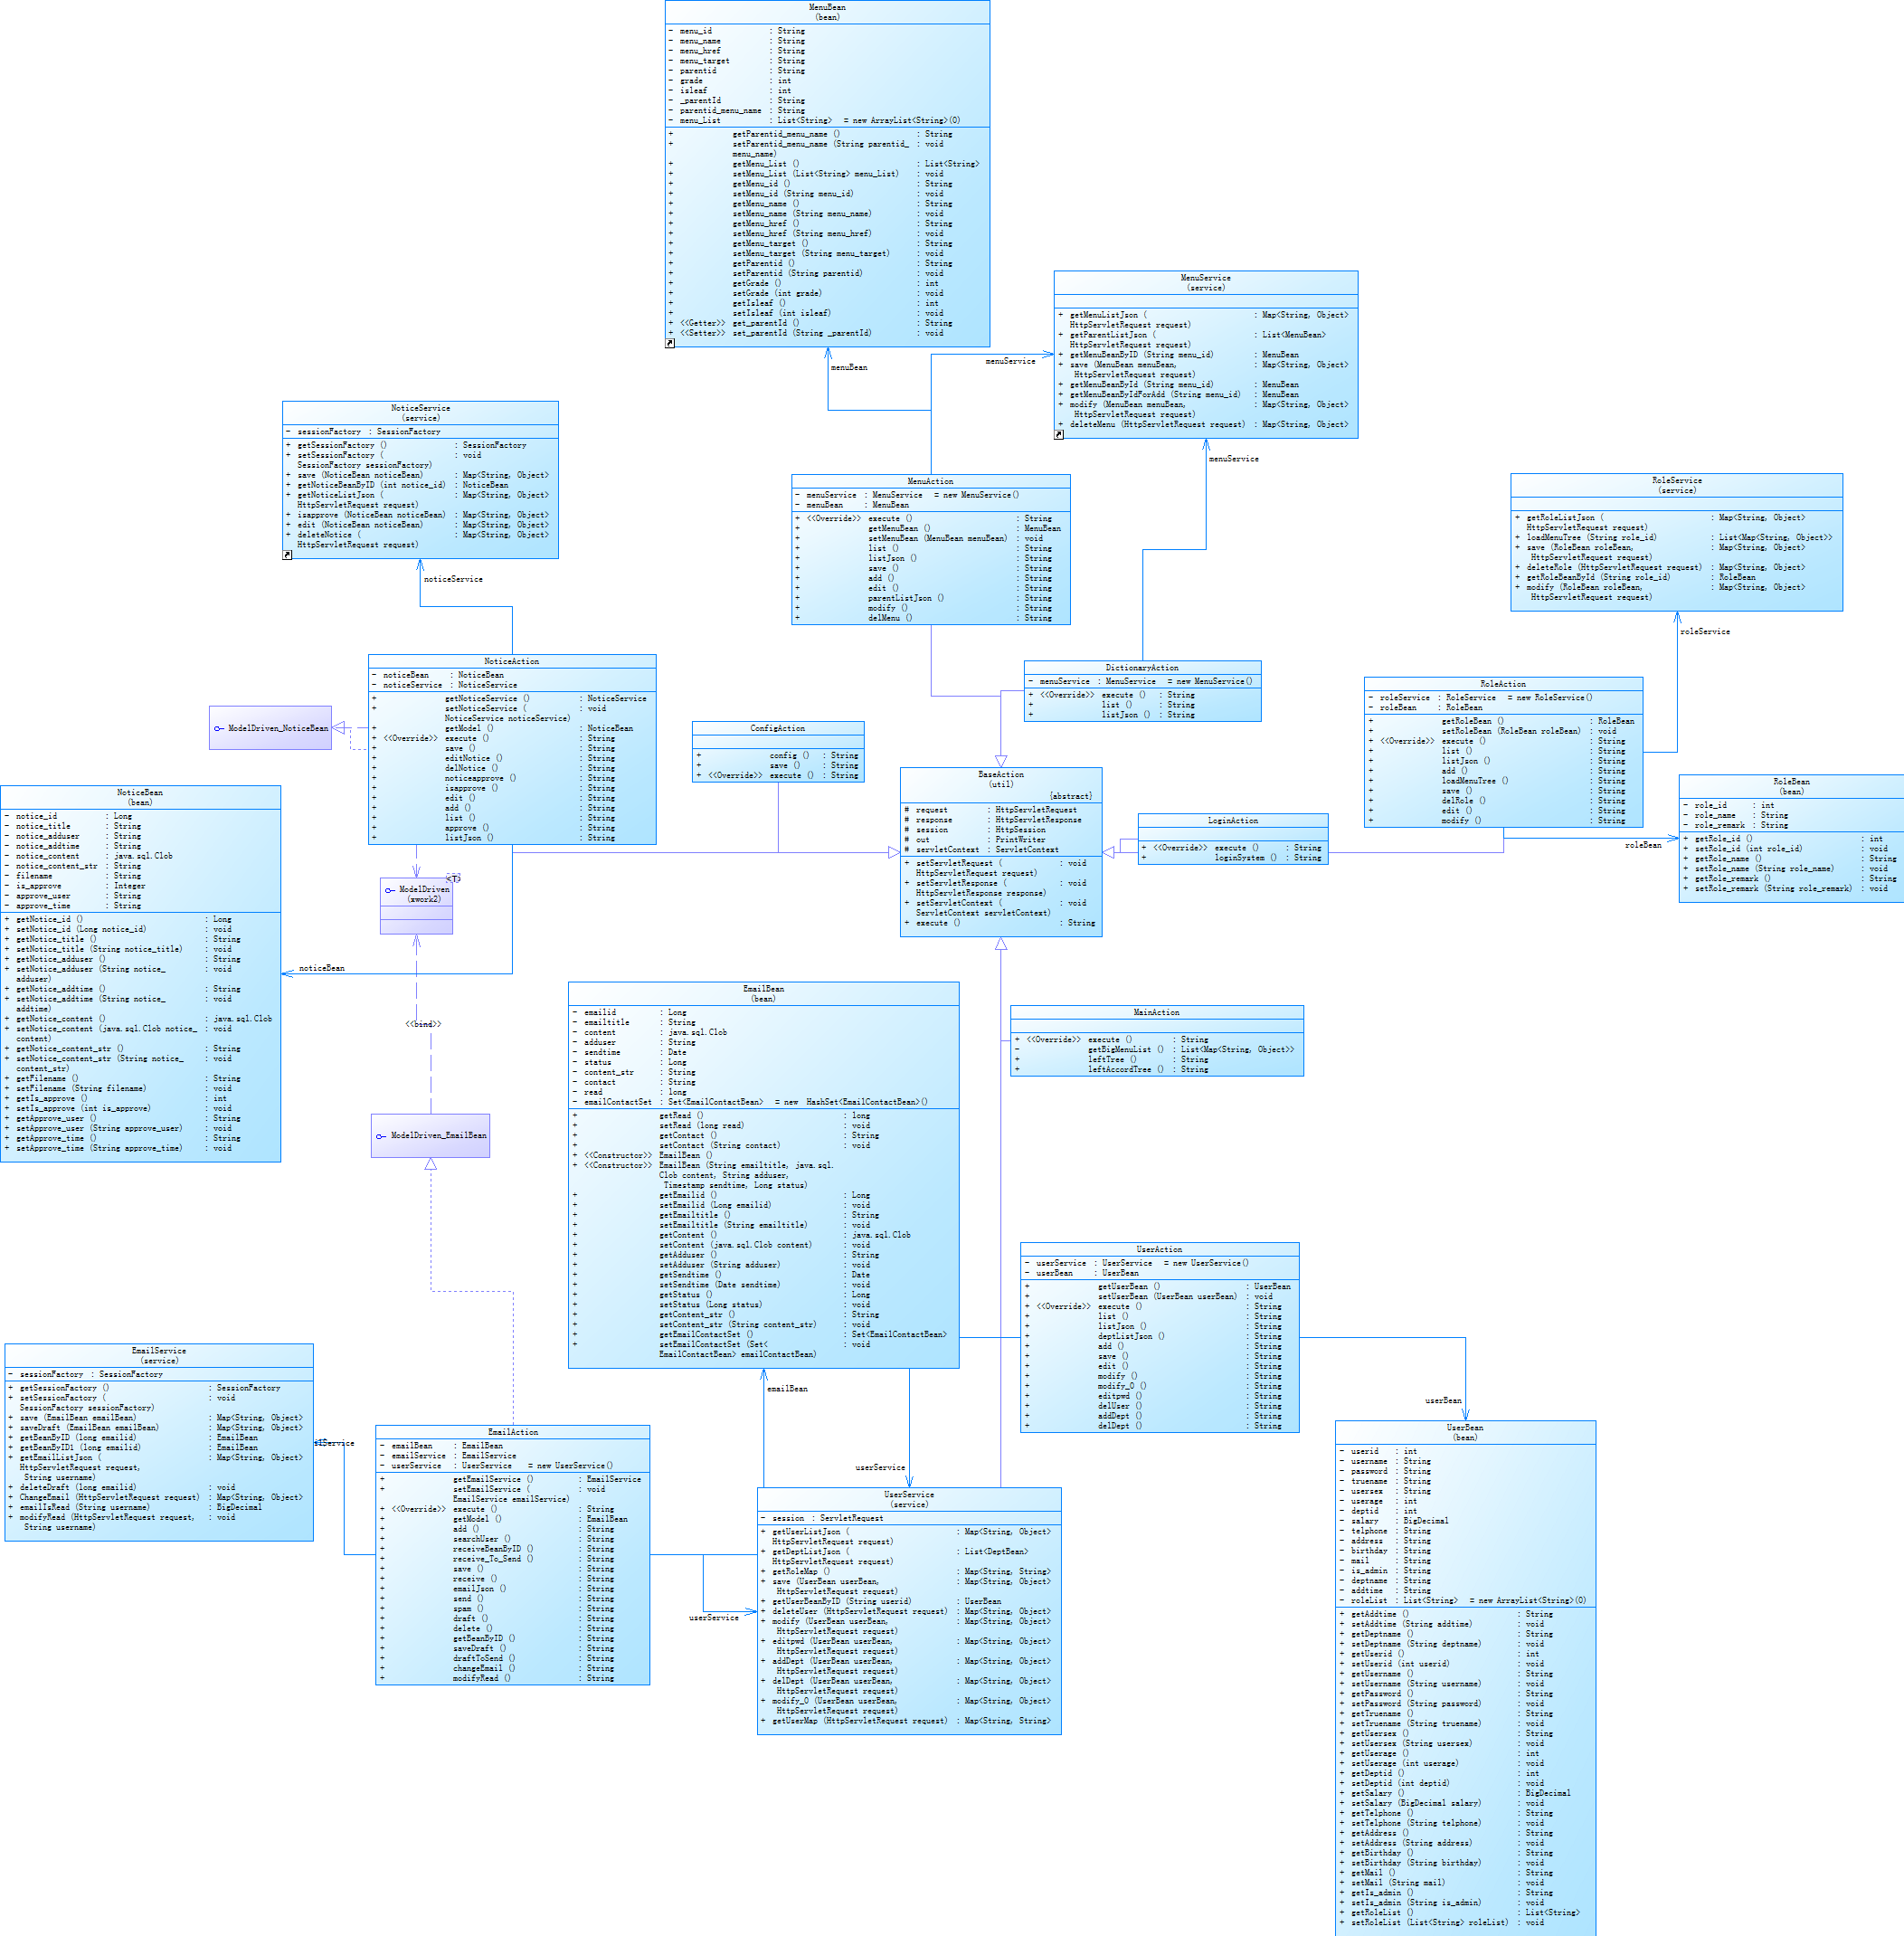 MenuBean
(bean)
- menu_id : String
- menu_name : String
- menu_href : String
- menu_target : String
- parentid : String
- grade : int
- isleaf : int
- _parentId : String
- parentid_menu_name : String
- menu_List : List<String> = new ArrayList<String>(0)
+ getParentid_menu_name () : String
+ setParentid_menu_name (String parentid_ : void
menu_name)
+ getMenu_List () : List<String>
+ setMenu_List (List<String> menu_List) : void
+ getMenu_id () : String
+ setMenu_id (String menu_id) : void
+ getMenu_name () : String
+ setMenu_name (String menu_name) : void
+ getMenu_href () : String
+ setMenu_href (String menu_href) : void
+ getMenu_target () : String
+ setMenu_target (String menu_target) : void
+ getParentid () : String
+ setParentid (String parentid) : void
+ getGrade () : int
+ setGrade (int grade) : void
+ getIsleaf () : int
+ setIsleaf (int isleaf) : void
+ <<Getter>> get_parentId () : String
+ <<Setter>> set_parentId (String _parentId) : void
menuBean
menuService
MenuService
(service)
+ getMenuListJson ( : Map<String, Object>
HttpServletRequest request)
+ getParentListJson ( : List<MenuBean>
HttpServletRequest request)
+ getMenuBeanByID (String menu_id) : MenuBean
+ save (MenuBean menuBean, : Map<String, Object>
HttpServletRequest request)
+ getMenuBeanById (String menu_id) : MenuBean
+ getMenuBeanByIdForAdd (String menu_id) : MenuBean
+ modify (MenuBean menuBean, : Map<String, Object>
HttpServletRequest request)
+ deleteMenu (HttpServletRequest request) : Map<String, Object>
menuService
NoticeService
(service)
- sessionFactory : SessionFactory
+ getSessionFactory () : SessionFactory
+ setSessionFactory ( : void
SessionFactory sessionFactory)
+ save (NoticeBean noticeBean) : Map<String, Object>
+ getNoticeBeanByID (int notice_id) : NoticeBean
+ getNoticeListJson ( : Map<String, Object>
HttpServletRequest request)
+ isapprove (NoticeBean noticeBean) : Map<String, Object>
+ edit (NoticeBean noticeBean) : Map<String, Object>
+ deleteNotice ( : Map<String, Object>
HttpServletRequest request)
noticeService
MenuAction
- menuService : MenuService = new MenuService()
- menuBean : MenuBean
+ <<Override>> execute () : String
+ getMenuBean () : MenuBean
+ setMenuBean (MenuBean menuBean) : void
+ list () : String
+ listJson () : String
+ save () : String
+ add () : String
+ edit () : String
+ parentListJson () : String
+ modify () : String
+ delMenu () : String
RoleService
(service)
+ getRoleListJson ( : Map<String, Object>
HttpServletRequest request)
+ loadMenuTree (String role_id) : List<Map<String, Object>>
+ save (RoleBean roleBean, : Map<String, Object>
HttpServletRequest request)
+ deleteRole (HttpServletRequest request) : Map<String, Object>
+ getRoleBeanById (String role_id) : RoleBean
+ modify (RoleBean roleBean, : Map<String, Object>
HttpServletRequest request)
roleService
NoticeAction
- noticeBean : NoticeBean
- noticeService : NoticeService
+ getNoticeService () : NoticeService
+ setNoticeService ( : void
NoticeService noticeService)
+ getModel () : NoticeBean
+ <<Override>> execute () : String
+ save () : String
+ editNotice () : String
+ delNotice () : String
+ noticeapprove () : String
+ isapprove () : String
+ edit () : String
+ add () : String
+ list () : String
+ approve () : String
+ listJson () : String
ModelDriven_NoticeBean
DictionaryAction
- menuService : MenuService = new MenuService()
+ <<Override>> execute () : String
+ list () : String
+ listJson () : String
RoleAction
- roleService : RoleService = new RoleService()
- roleBean : RoleBean
+ getRoleBean () : RoleBean
+ setRoleBean (RoleBean roleBean) : void
+ <<Override>> execute () : String
+ list () : String
+ listJson () : String
+ add () : String
+ loadMenuTree () : String
+ save () : String
+ delRole () : String
+ edit () : String
+ modify () : String
roleBean
ConfigAction
+ config () : String
+ save () : String
+ <<Override>> execute () : String
BaseAction
(util)
{abstract}
# request : HttpServletRequest
# response : HttpServletResponse
# session : HttpSession
# out : PrintWriter
# servletContext : ServletContext
+ setServletRequest ( : void
HttpServletRequest request)
+ setServletResponse ( : void
HttpServletResponse response)
+ setServletContext ( : void
ServletContext servletContext)
+ execute () : String
LoginAction
+ <<Override>> execute () : String
+ loginSystem () : String
RoleBean
(bean)
- role_id : int
- role_name : String
- role_remark : String
+ getRole_id () : int
+ setRole_id (int role_id) : void
+ getRole_name () : String
+ setRole_name (String role_name) : void
+ getRole_remark () : String
+ setRole_remark (String role_remark) : void
NoticeBean
(bean)
- notice_id : Long
- notice_title : String
- notice_adduser : String
- notice_addtime : String
- notice_content : java.sql.Clob
- notice_content_str : String
- filename : String
- is_approve : Integer
- approve_user : String
- approve_time : String
+ getNotice_id () : Long
+ setNotice_id (Long notice_id) : void
+ getNotice_title () : String
+ setNotice_title (String notice_title) : void
+ getNotice_adduser () : String
+ setNotice_adduser (String notice_ : void
adduser)
+ getNotice_addtime () : String
+ setNotice_addtime (String notice_ : void
addtime)
+ getNotice_content () : java.sql.Clob
+ setNotice_content (java.sql.Clob notice_ : void
content)
+ getNotice_content_str () : String
+ setNotice_content_str (String notice_ : void
content_str)
+ getFilename () : String
+ setFilename (String filename) : void
+ getIs_approve () : int
+ setIs_approve (int is_approve) : void
+ getApprove_user () : String
+ setApprove_user (String approve_user) : void
+ getApprove_time () : String
+ setApprove_time (String approve_time) : void
noticeBean
<T>
ModelDriven
(xwork2)
<<bind>>
ModelDriven_EmailBean
EmailBean
(bean)
- emailid : Long
- emailtitle : String
- content : java.sql.Clob
- adduser : String
- sendtime : Date
- status : Long
- content_str : String
- contact : String
- read : long
- emailContactSet : Set<EmailContactBean> = new HashSet<EmailContactBean>()
+ getRead () : long
+ setRead (long read) : void
+ getContact () : String
+ setContact (String contact) : void
+ <<Constructor>> EmailBean ()
+ <<Constructor>> EmailBean (String emailtitle, java.sql.
Clob content, String adduser,
Timestamp sendtime, Long status)
+ getEmailid () : Long
+ setEmailid (Long emailid) : void
+ getEmailtitle () : String
+ setEmailtitle (String emailtitle) : void
+ getContent () : java.sql.Clob
+ setContent (java.sql.Clob content) : void
+ getAdduser () : String
+ setAdduser (String adduser) : void
+ getSendtime () : Date
+ setSendtime (Date sendtime) : void
+ getStatus () : Long
+ setStatus (Long status) : void
+ getContent_str () : String
+ setContent_str (String content_str) : void
+ getEmailContactSet () : Set<EmailContactBean>
+ setEmailContactSet (Set< : void
EmailContactBean> emailContactBean)
emailBean
MainAction
+ <<Override>> execute () : String
- getBigMenuList () : List<Map<String, Object>>
+ leftTree () : String
+ leftAccordTree () : String
UserAction
- userService : UserService = new UserService()
- userBean : UserBean
+ getUserBean () : UserBean
+ setUserBean (UserBean userBean) : void
+ <<Override>> execute () : String
+ list () : String
+ listJson () : String
+ deptListJson () : String
+ add () : String
+ save () : String
+ edit () : String
+ modify () : String
+ modify_0 () : String
+ editpwd () : String
+ delUser () : String
+ addDept () : String
+ delDept () : String
userBean
EmailService
(service)
- sessionFactory : SessionFactory
+ getSessionFactory () : SessionFactory
+ setSessionFactory ( : void
SessionFactory sessionFactory)
+ save (EmailBean emailBean) : Map<String, Object>
+ saveDraft (EmailBean emailBean) : Map<String, Object>
+ getBeanByID (long emailid) : EmailBean
+ getBeanByID1 (long emailid) : EmailBean
+ getEmailListJson ( : Map<String, Object>
HttpServletRequest request,
String username)
+ deleteDraft (long emailid) : void
+ ChangeEmail (HttpServletRequest request) : Map<String, Object>
+ emailIsRead (String username) : BigDecimal
+ modifyRead (HttpServletRequest request, : void
String username)
EmailAction
- emailBean : EmailBean
- emailService : EmailService
- userService : UserService = new UserService()
+ getEmailService () : EmailService
+ setEmailService ( : void
EmailService emailService)
+ <<Override>> execute () : String
+ getModel () : EmailBean
+ add () : String
+ searchUser () : String
+ receiveBeanByID () : String
+ receive_To_Send () : String
+ save () : String
+ receive () : String
+ emailJson () : String
+ send () : String
+ spam () : String
+ draft () : String
+ delete () : String
+ getBeanByID () : String
+ saveDraft () : String
+ draftToSend () : String
+ changeEmail () : String
+ modifyRead () : String
userService
userService
UserService
(service)
- session : ServletRequest
+ getUserListJson ( : Map<String, Object>
HttpServletRequest request)
+ getDeptListJson ( : List<DeptBean>
HttpServletRequest request)
+ getRoleMap () : Map<String, String>
+ save (UserBean userBean, : Map<String, Object>
HttpServletRequest request)
+ getUserBeanByID (String userid) : UserBean
+ deleteUser (HttpServletRequest request) : Map<String, Object>
+ modify (UserBean userBean, : Map<String, Object>
HttpServletRequest request)
+ editpwd (UserBean userBean, : Map<String, Object>
HttpServletRequest request)
+ addDept (UserBean userBean, : Map<String, Object>
HttpServletRequest request)
+ delDept (UserBean userBean, : Map<String, Object>
HttpServletRequest request)
+ modify_0 (UserBean userBean, : Map<String, Object>
HttpServletRequest request)
+ getUserMap (HttpServletRequest request) : Map<String, String>
UserBean
(bean)
- userid : int
- username : String
- password : String
- truename : String
- usersex : String
- userage : int
- deptid : int
- salary : BigDecimal
- telphone : String
- address : String
- birthday : String
- mail : String
- is_admin : String
- deptname : String
- addtime : String
- roleList : List<String> = new ArrayList<String>(0)
+ getAddtime () : String
+ setAddtime (String addtime) : void
+ getDeptname () : String
+ setDeptname (String deptname) : void
+ getUserid () : int
+ setUserid (int userid) : void
+ getUsername () : String
+ setUsername (String username) : void
+ getPassword () : String
+ setPassword (String password) : void
+ getTruename () : String
+ setTruename (String truename) : void
+ getUsersex () : String
+ setUsersex (String usersex) : void
+ getUserage () : int
+ setUserage (int userage) : void
+ getDeptid () : int
+ setDeptid (int deptid) : void
+ getSalary () : BigDecimal
+ setSalary (BigDecimal salary) : void
+ getTelphone () : String
+ setTelphone (String telphone) : void
+ getAddress () : String
+ setAddress (String address) : void
+ getBirthday () : String
+ setBirthday (String birthday) : void
+ getMail () : String
+ setMail (String mail) : void
+ getIs_admin () : String
+ setIs_admin (String is_admin) : void
+ getRoleList () : List<String>
+ setRoleList (List<String> roleList) : void